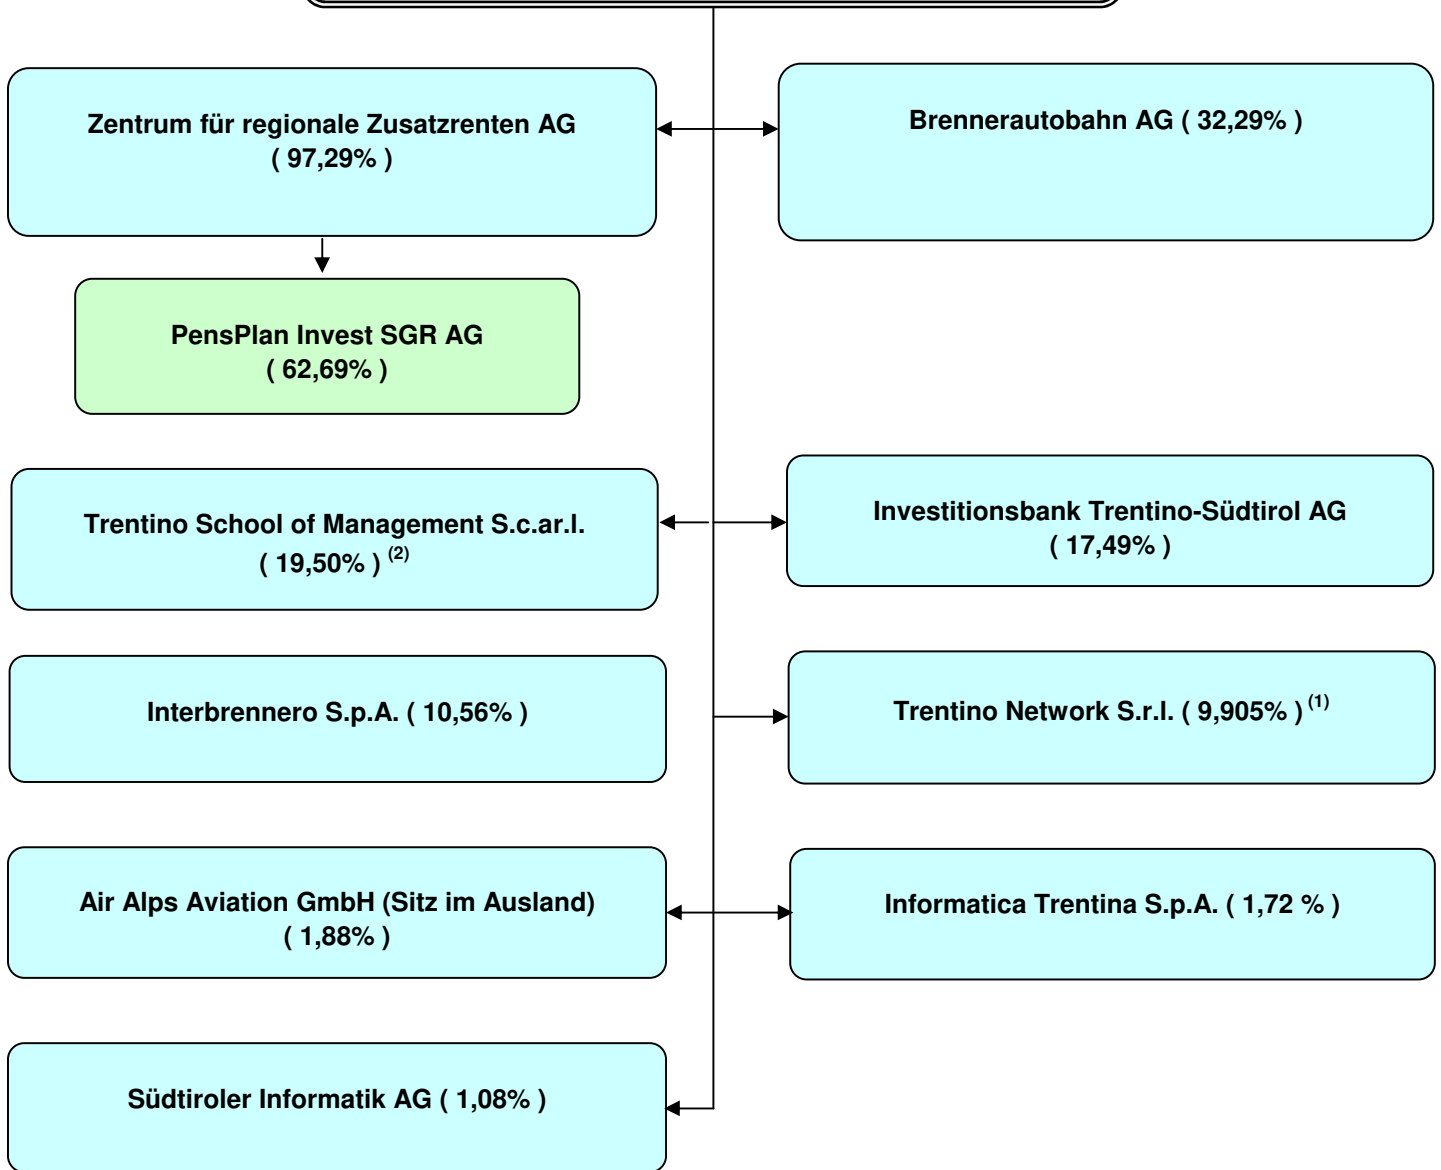 Zentrum für regionale Zusatzrenten AG
( 97,29% )
Brennerautobahn AG ( 32,29% )
PensPlan Invest SGR AG
( 62,69% )
Trentino School of Management S.c.ar.l.
( 19,50% ) (2)
Investitionsbank Trentino-Südtirol AG
( 17,49% )
Interbrennero S.p.A. ( 10,56% )
Trentino Network S.r.l. ( 9,905% ) (1)
Air Alps Aviation GmbH (Sitz im Ausland)
( 1,88% )
Informatica Trentina S.p.A. ( 1,72 % )
Südtiroler Informatik AG ( 1,08% )